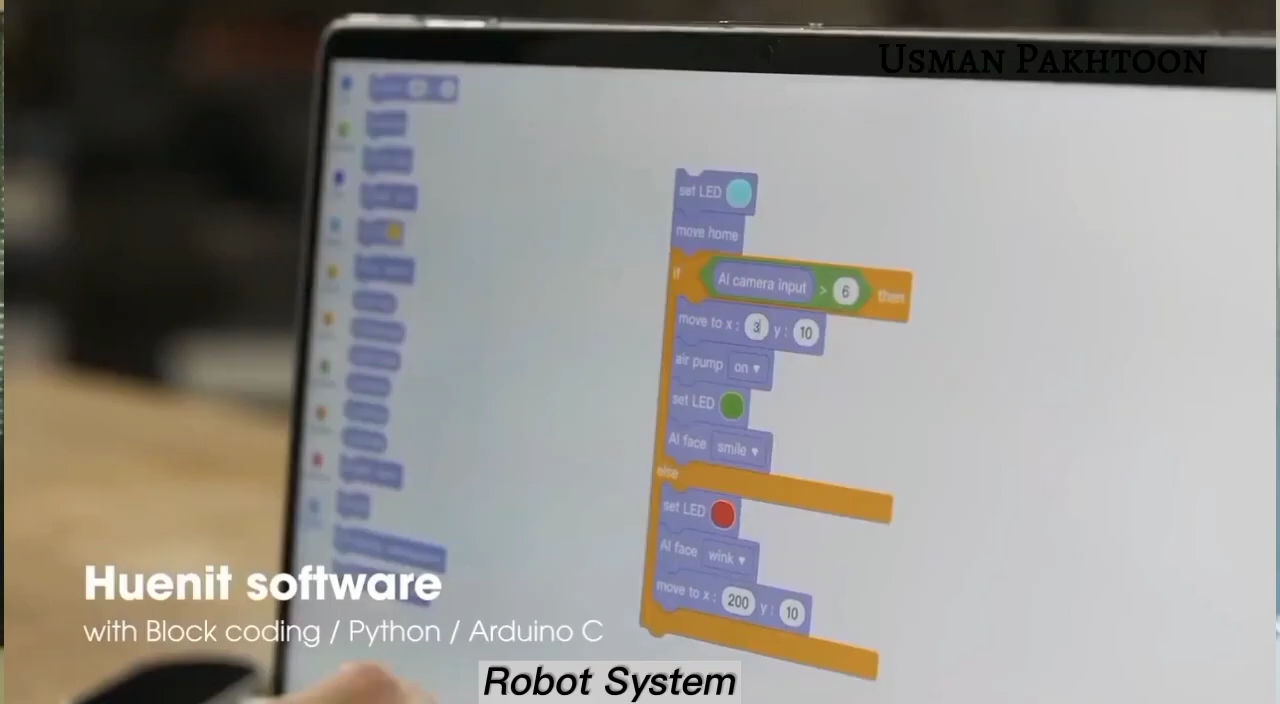 Usman Pakhtoon
set LED
move home
if AI camera input > 6 then
move to x : 3 y : 10
air pump on ▾
set LED
AI face smile ▾
else
set LED
AI face wink ▾
move to x : 200 y : 10
Huenit software
with Block coding / Python / Arduino C
Robot System